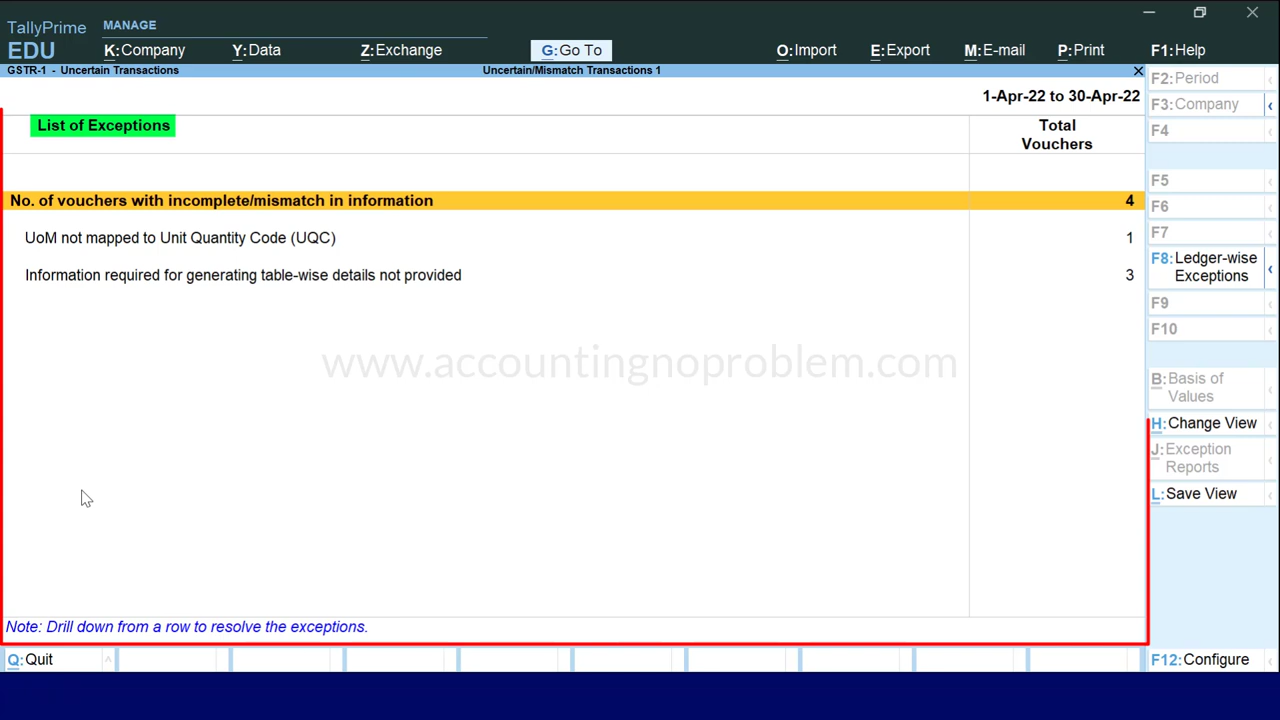 TallyPrime
EDU
MANAGE
K:Company
Y:Data
Z:Exchange
G:Go To
O:Import
E:Export
M:E-mail
P:Print
F1:Help
GSTR-1 - Uncertain Transactions
Uncertain/Mismatch Transactions 1
1-Apr-22 to 30-Apr-22
List of Exceptions
Total
Vouchers
No. of vouchers with incomplete/mismatch in information 4
UoM not mapped to Unit Quantity Code (UQC) 1
Information required for generating table-wise details not provided 3
www.accountingnoproblem.com
Note: Drill down from a row to resolve the exceptions.
F2:Period
F3:Company
F4
F5
F6
F7
F8:Ledger-wise
Exceptions
F9
F10
B:Basis of
Values
H:Change View
J:Exception
Reports
L:Save View
Q:Quit
F12:Configure